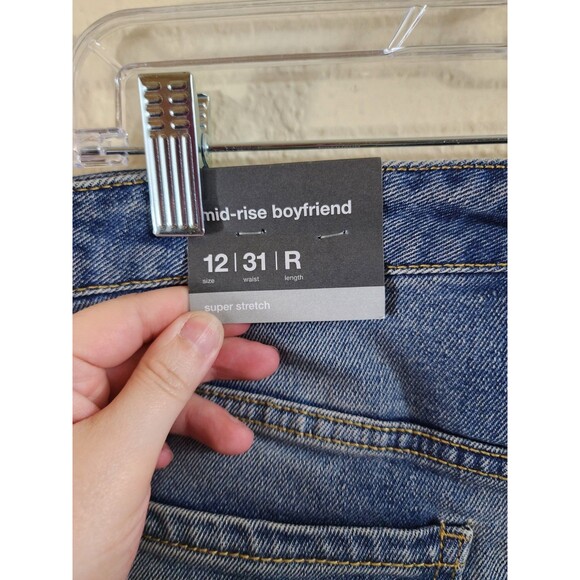 mid-rise boyfriend
12 | 31 | R
size waist length
super stretch